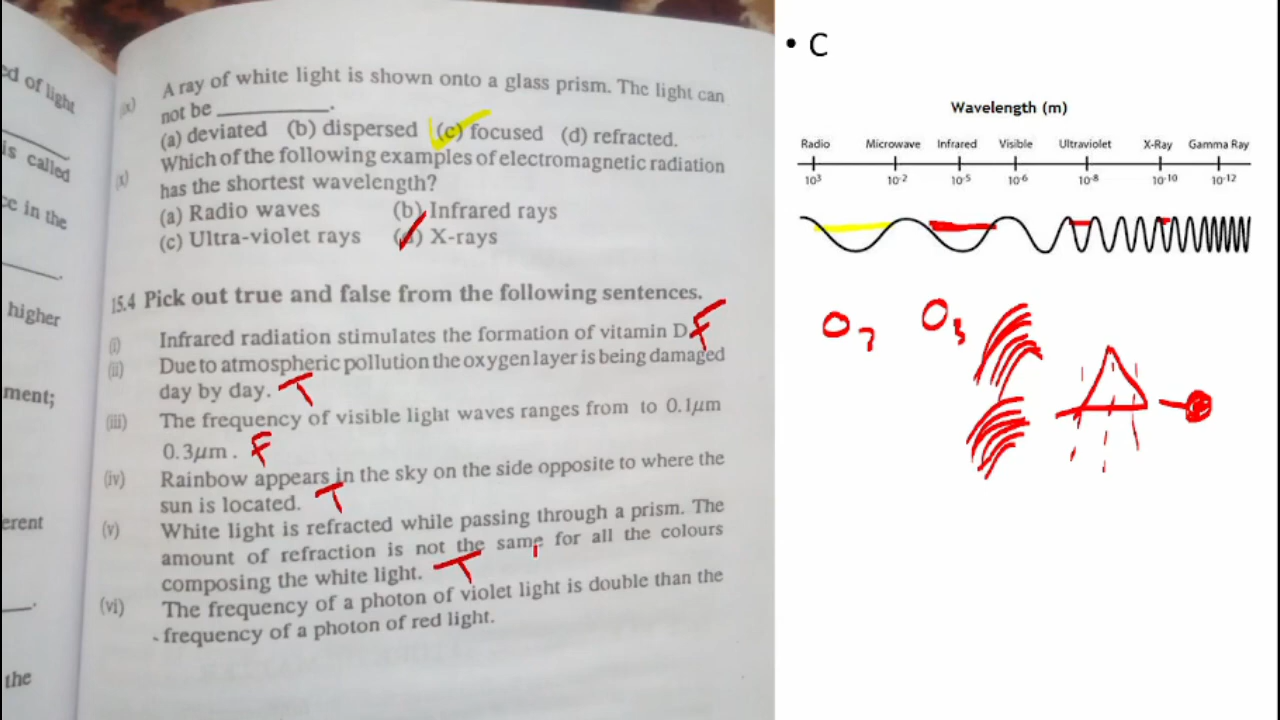 ed of light
is called
ce in the
higher
ment;
erent
the
(ix) A ray of white light is shown onto a glass prism. The light can
not be ___________.
(a) deviated (b) dispersed (c) focused (d) refracted.
(x) Which of the following examples of electromagnetic radiation
has the shortest wavelength?
(a) Radio waves (b) Infrared rays
(c) Ultra-violet rays (d) X-rays
15.4 Pick out true and false from the following sentences.
(i) Infrared radiation stimulates the formation of vitamin D. F
(ii) Due to atmospheric pollution the oxygen layer is being damaged
day by day. T
(iii) The frequency of visible light waves ranges from to 0.1μm
0.3μm. F
(iv) Rainbow appears in the sky on the side opposite to where the
sun is located. T
(v) White light is refracted while passing through a prism. The
amount of refraction is not the same for all the colours
composing the white light. T
(vi) The frequency of a photon of violet light is double than the
frequency of a photon of red light.
• C
Wavelength (m)
Radio Microwave Infrared Visible Ultraviolet X-Ray Gamma Ray
10³ 10⁻² 10⁻⁵ 10⁻⁶ 10⁻⁸ 10⁻¹⁰ 10⁻¹²
O₂ O₃